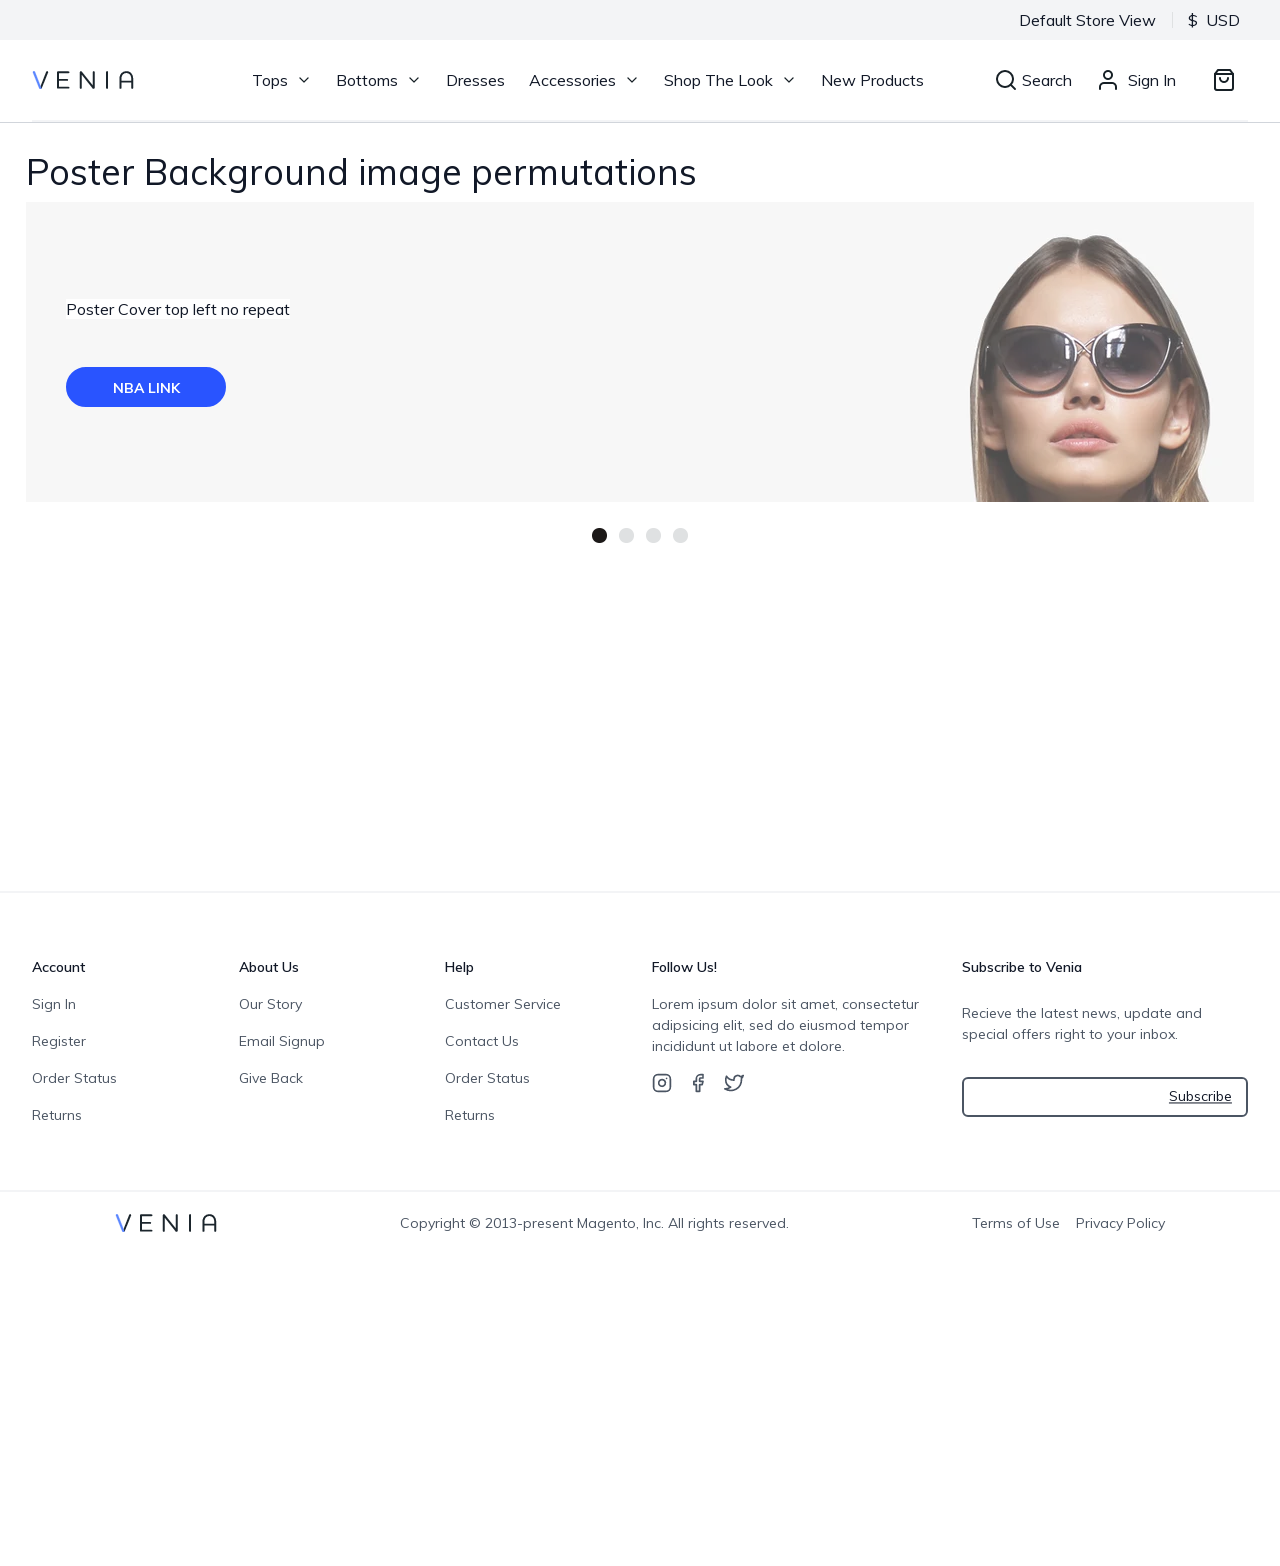 Default Store View $ USD
VENIA Tops Bottoms Dresses Accessories Shop The Look New Products Search Sign In
Poster Background image permutations
Poster Cover top left no repeat
NBA LINK
Account
Sign In
Register
Order Status
Returns
About Us
Our Story
Email Signup
Give Back
Help
Customer Service
Contact Us
Order Status
Returns
Follow Us!
Lorem ipsum dolor sit amet, consectetur
adipsicing elit, sed do eiusmod tempor
incididunt ut labore et dolore.
Subscribe to Venia
Recieve the latest news, update and
special offers right to your inbox.
Subscribe
VENIA Copyright © 2013-present Magento, Inc. All rights reserved. Terms of Use Privacy Policy